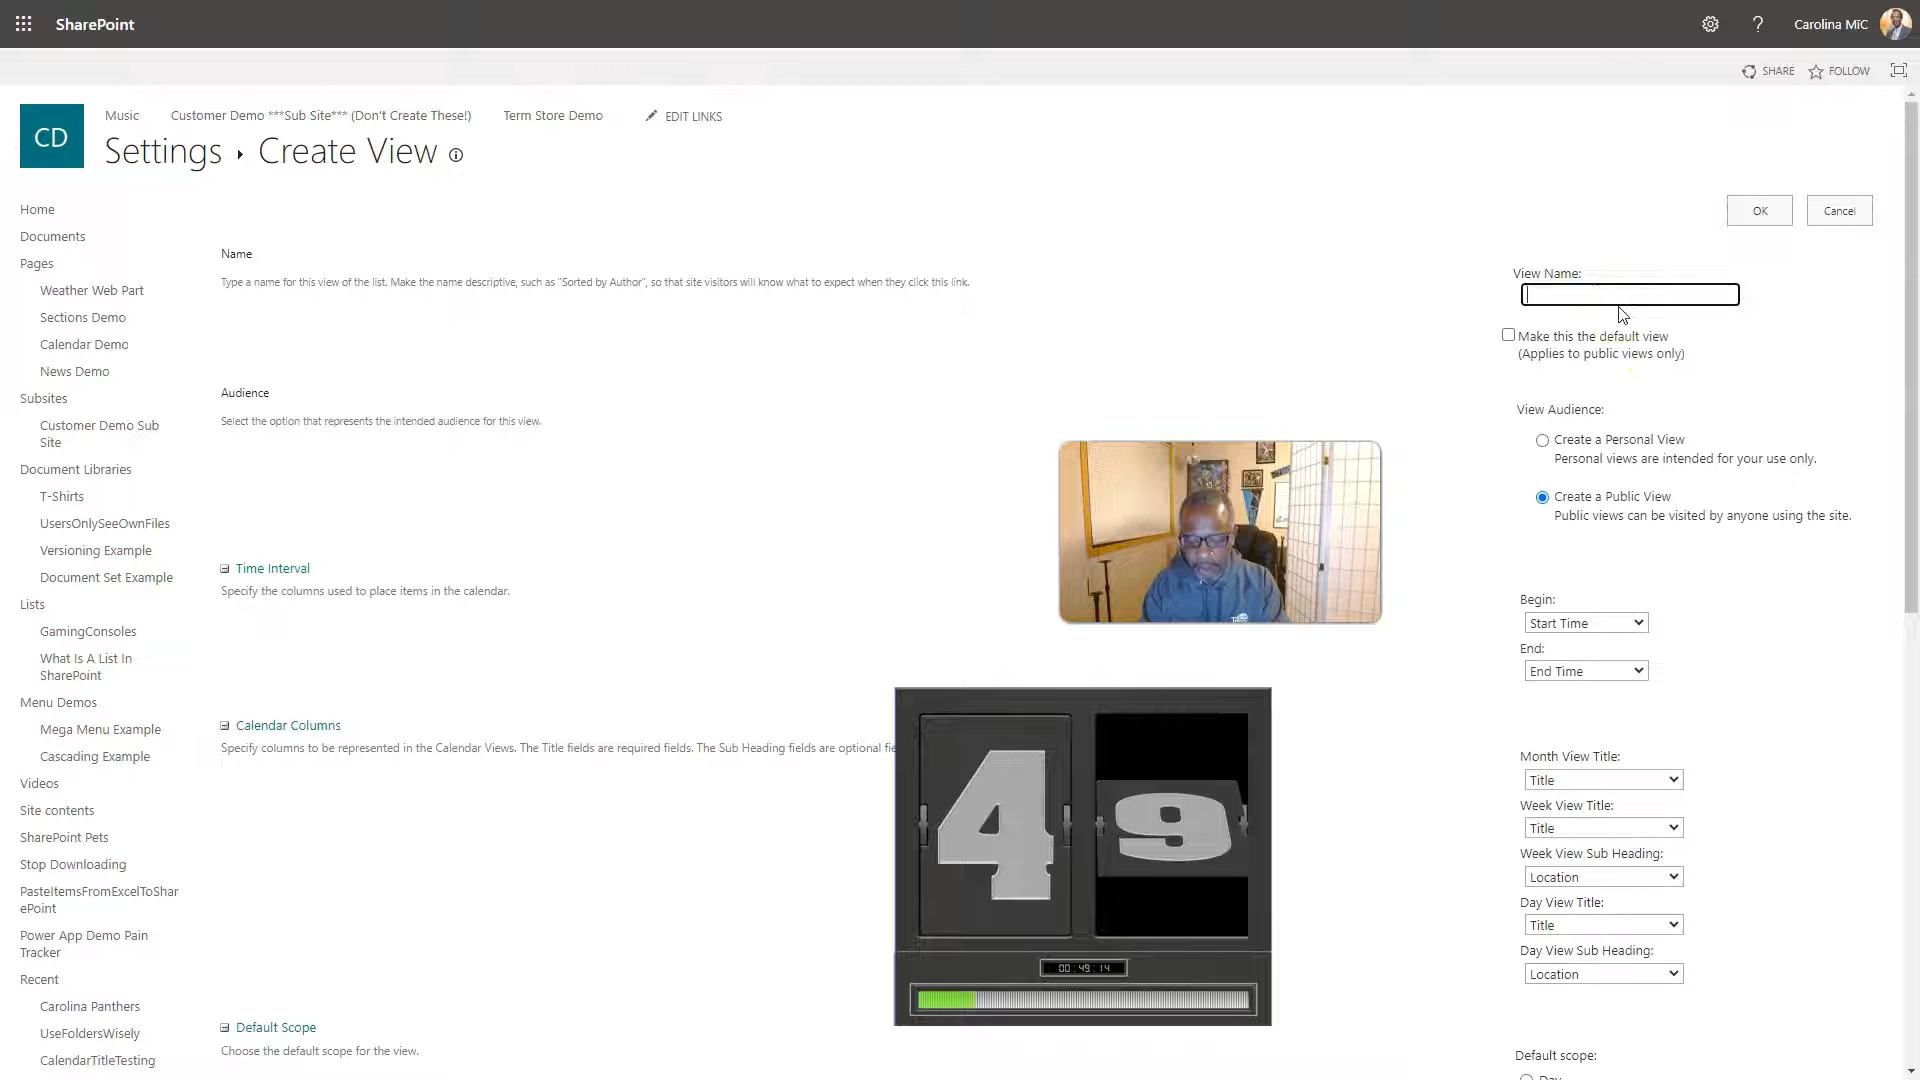 SharePoint
Carolina MiC
SHARE
FOLLOW
CD
Music
Customer Demo ***Sub Site*** (Don't Create These!)
Term Store Demo
EDIT LINKS
Settings
Create View
Home
Documents
Pages
Weather Web Part
Sections Demo
Calendar Demo
News Demo
Subsites
Customer Demo Sub
Site
Document Libraries
T-Shirts
UsersOnlySeeOwnFiles
Versioning Example
Document Set Example
Lists
GamingConsoles
What Is A List In
SharePoint
Menu Demos
Mega Menu Example
Cascading Example
Videos
Site contents
SharePoint Pets
Stop Downloading
PasteItemsFromExcelToShar
ePoint
Power App Demo Pain
Tracker
Recent
Carolina Panthers
UseFoldersWisely
CalendarTitleTesting
OK
Cancel
Name
Type a name for this view of the list. Make the name descriptive, such as "Sorted by Author", so that site visitors will know what to expect when they click this link.
View Name:
Make this the default view
(Applies to public views only)
Audience
Select the option that represents the intended audience for this view.
View Audience:
Create a Personal View
Personal views are intended for your use only.
Create a Public View
Public views can be visited by anyone using the site.
Time Interval
Specify the columns used to place items in the calendar.
Begin:
Start Time
End:
End Time
Calendar Columns
Specify columns to be represented in the Calendar Views. The Title fields are required fields. The Sub Heading fields are optional
Month View Title:
Title
Week View Title:
Title
Week View Sub Heading:
Location
Day View Title:
Title
Day View Sub Heading:
Location
49
00:49:14
Default Scope
Choose the default scope for the view.
Default scope:
Day